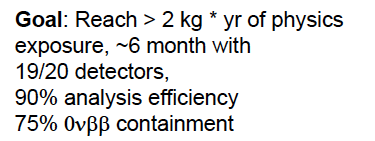 Goal: Reach > 2 kg * yr of physics
exposure, ~6 month with
19/20 detectors,
90% analysis efficiency
75% 0νββ containment